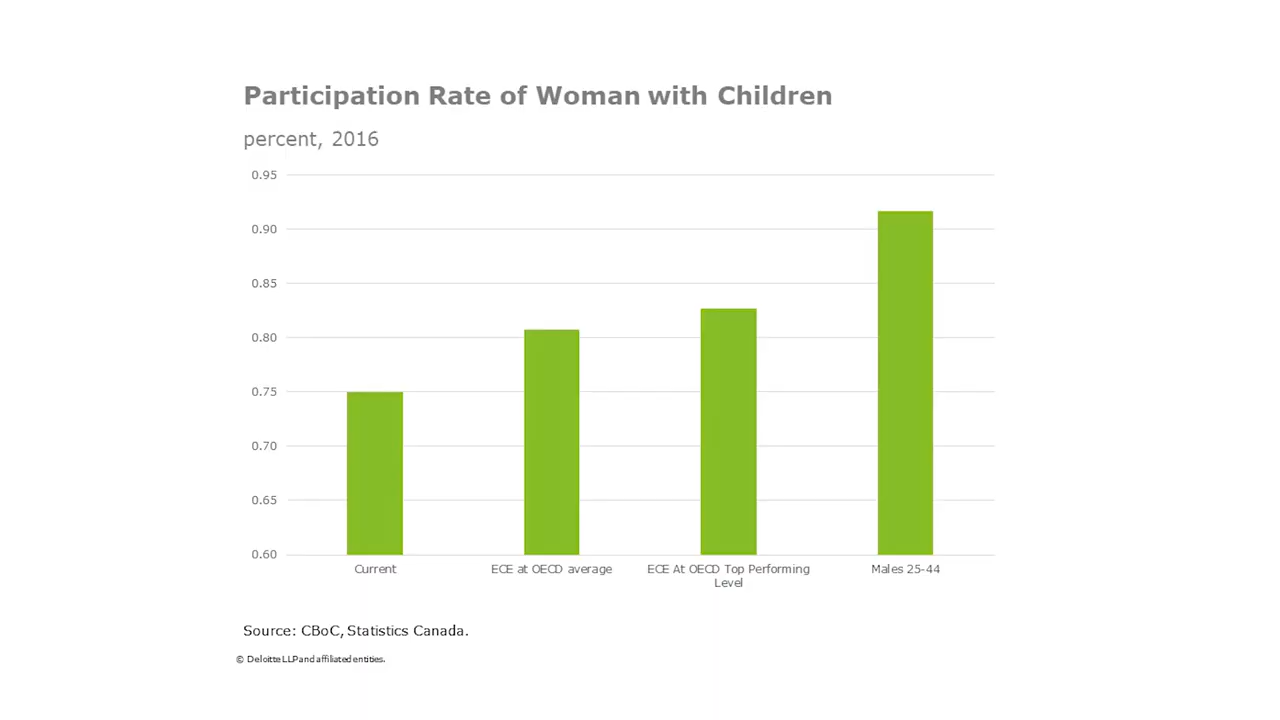 Participation Rate of Woman with Children
percent, 2016
0.95
0.90
0.85
0.80
0.75
0.70
0.65
0.60
Current
ECE at OECD average
ECE At OECD Top Performing
Level
Males 25-44
Source: CBoC, Statistics Canada.
© Deloitte LLP and affiliated entities.